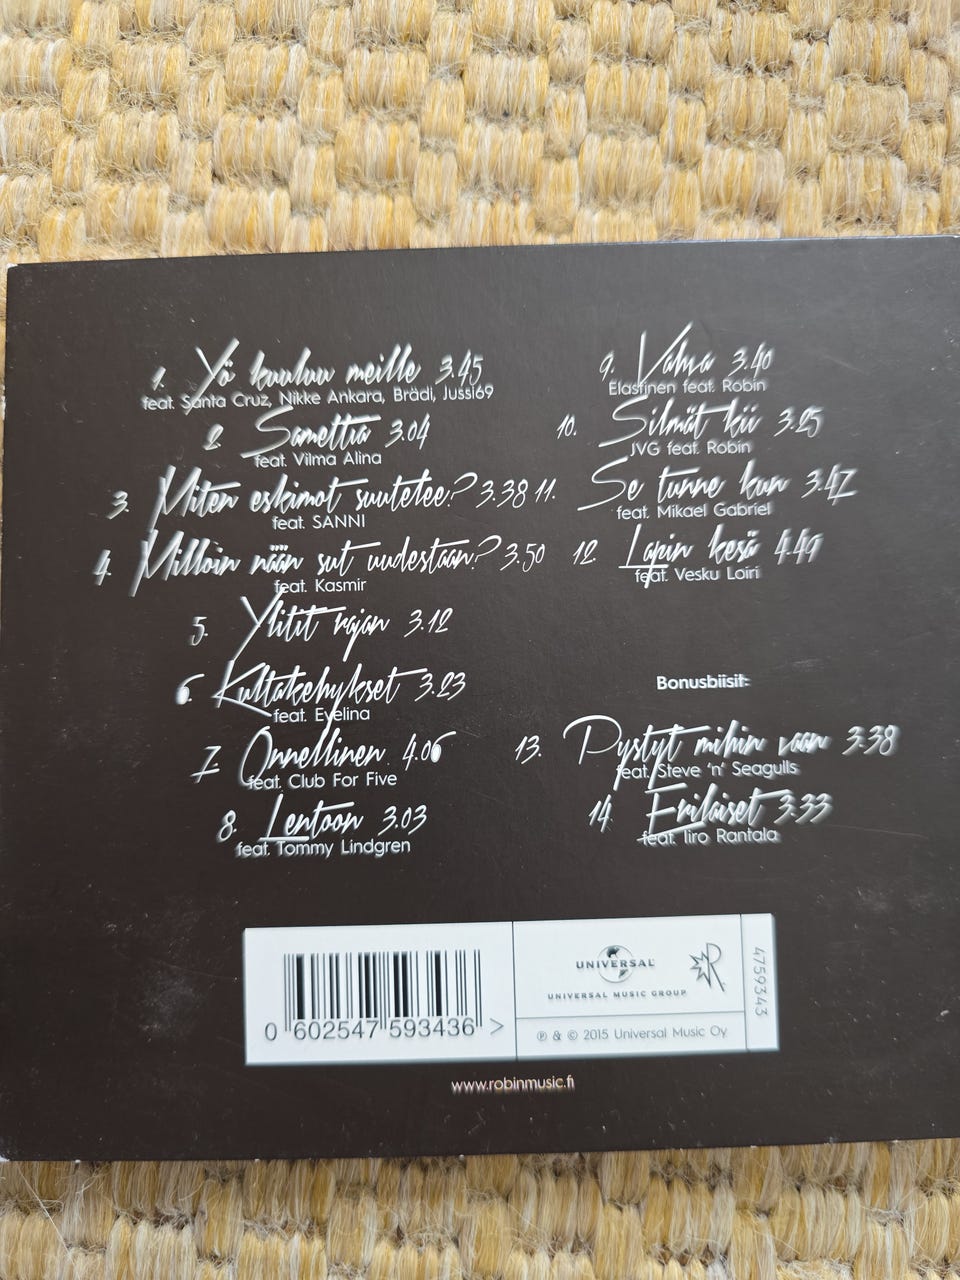 1. Yö kuuluu meille 3.45
feat. Santa Cruz, Nikke Ankara, Brädi, Jussi69
2. Samettia 3.04
feat. Vilma Alina
3. Miten eskimot suutelee? 3.38
feat. SANNI
4. Milloin nään sut uudestaan? 3.50
feat. Kasmir
5. Ylitit rajan 3.12
6. Kultakehykset 3.23
feat. Evelina
7. Onnellinen 4.06
feat. Club For Five
8. Lentoon 3.03
feat. Tommy Lindgren
9. Vahva 3.40
Elastinen feat. Robin
10. Silmät kii 3.25
JVG feat. Robin
11. Se tunne kun 3.42
feat. Mikael Gabriel
12. Lapin kesä 4.49
feat. Vesku Loiri
Bonusbiisit:
13. Pystyt mihin vaan 3.38
feat. Steve 'n' Seagulls
14. Erilaiset 3.33
feat. Iiro Rantala
0 602547 593436 >
UNIVERSAL
UNIVERSAL MUSIC GROUP
R
℗ & © 2015 Universal Music Oy
4759343
www.robinmusic.fi